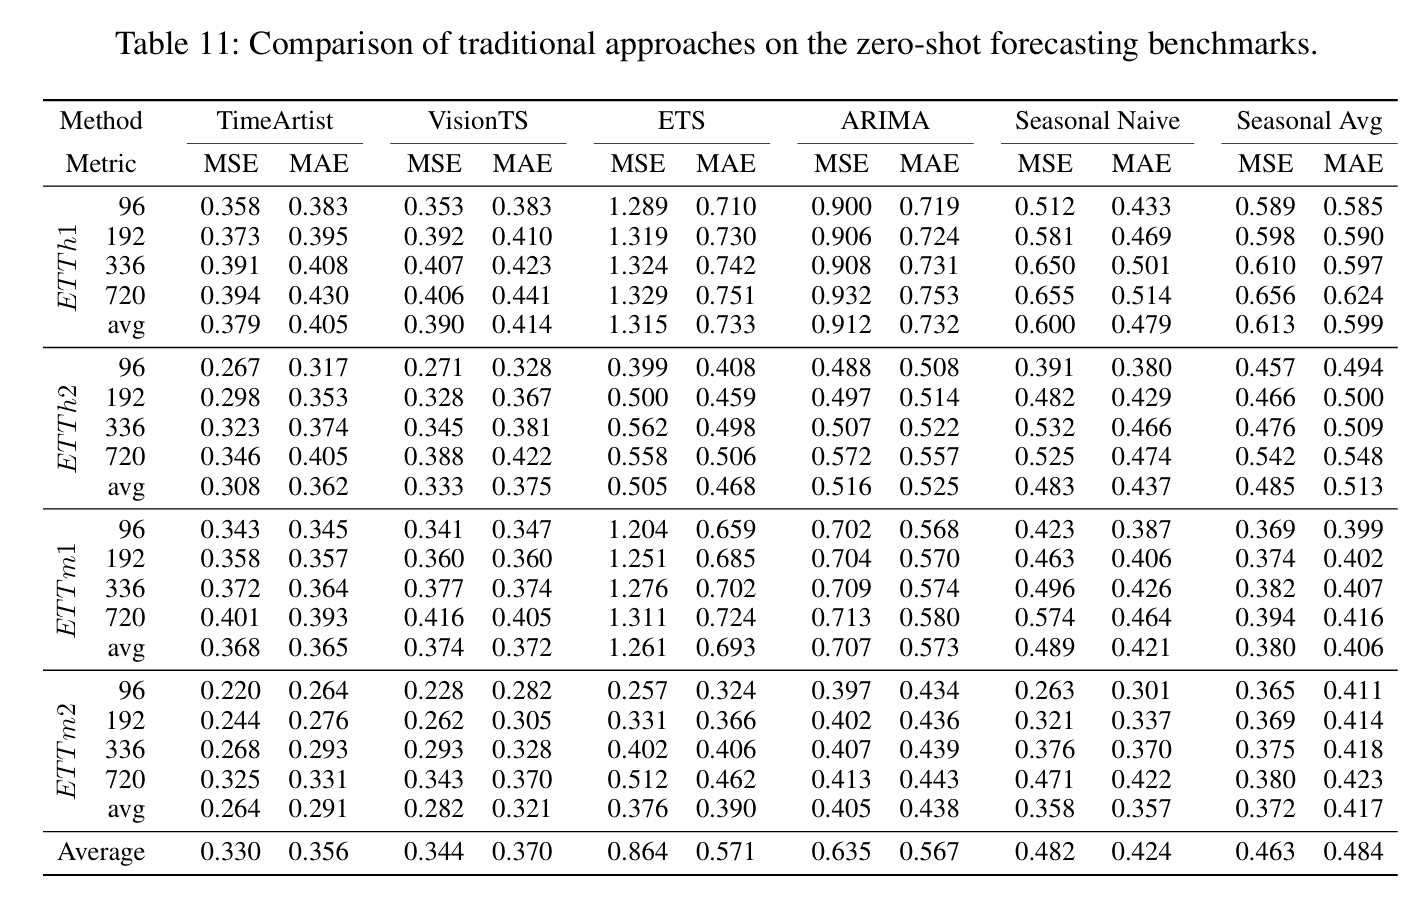 Table 11: Comparison of traditional approaches on the zero-shot forecasting benchmarks.
Method TimeArtist VisionTS ETS ARIMA Seasonal Naive Seasonal Avg
Metric MSE MAE MSE MAE MSE MAE MSE MAE MSE MAE MSE MAE
ETTh1
96 0.358 0.383 0.353 0.383 1.289 0.710 0.900 0.719 0.512 0.433 0.589 0.585
192 0.373 0.395 0.392 0.410 1.319 0.730 0.906 0.724 0.581 0.469 0.598 0.590
336 0.391 0.408 0.407 0.423 1.324 0.742 0.908 0.731 0.650 0.501 0.610 0.597
720 0.394 0.430 0.406 0.441 1.329 0.751 0.932 0.753 0.655 0.514 0.656 0.624
avg 0.379 0.405 0.390 0.414 1.315 0.733 0.912 0.732 0.600 0.479 0.613 0.599
ETTh2
96 0.267 0.317 0.271 0.328 0.399 0.408 0.488 0.508 0.391 0.380 0.457 0.494
192 0.298 0.353 0.328 0.367 0.500 0.459 0.497 0.514 0.482 0.429 0.466 0.500
336 0.323 0.374 0.345 0.381 0.562 0.498 0.507 0.522 0.532 0.466 0.476 0.509
720 0.346 0.405 0.388 0.422 0.558 0.506 0.572 0.557 0.525 0.474 0.542 0.548
avg 0.308 0.362 0.333 0.375 0.505 0.468 0.516 0.525 0.483 0.437 0.485 0.513
ETTm1
96 0.343 0.345 0.341 0.347 1.204 0.659 0.702 0.568 0.423 0.387 0.369 0.399
192 0.358 0.357 0.360 0.360 1.251 0.685 0.704 0.570 0.463 0.406 0.374 0.402
336 0.372 0.364 0.377 0.374 1.276 0.702 0.709 0.574 0.496 0.426 0.382 0.407
720 0.401 0.393 0.416 0.405 1.311 0.724 0.713 0.580 0.574 0.464 0.394 0.416
avg 0.368 0.365 0.374 0.372 1.261 0.693 0.707 0.573 0.489 0.421 0.380 0.406
ETTm2
96 0.220 0.264 0.228 0.282 0.257 0.324 0.397 0.434 0.263 0.301 0.365 0.411
192 0.244 0.276 0.262 0.305 0.331 0.366 0.402 0.436 0.321 0.337 0.369 0.414
336 0.268 0.293 0.293 0.328 0.402 0.406 0.407 0.439 0.376 0.370 0.375 0.418
720 0.325 0.331 0.343 0.370 0.512 0.462 0.413 0.443 0.471 0.422 0.380 0.423
avg 0.264 0.291 0.282 0.321 0.376 0.390 0.405 0.438 0.358 0.357 0.372 0.417
Average 0.330 0.356 0.344 0.370 0.864 0.571 0.635 0.567 0.482 0.424 0.463 0.484